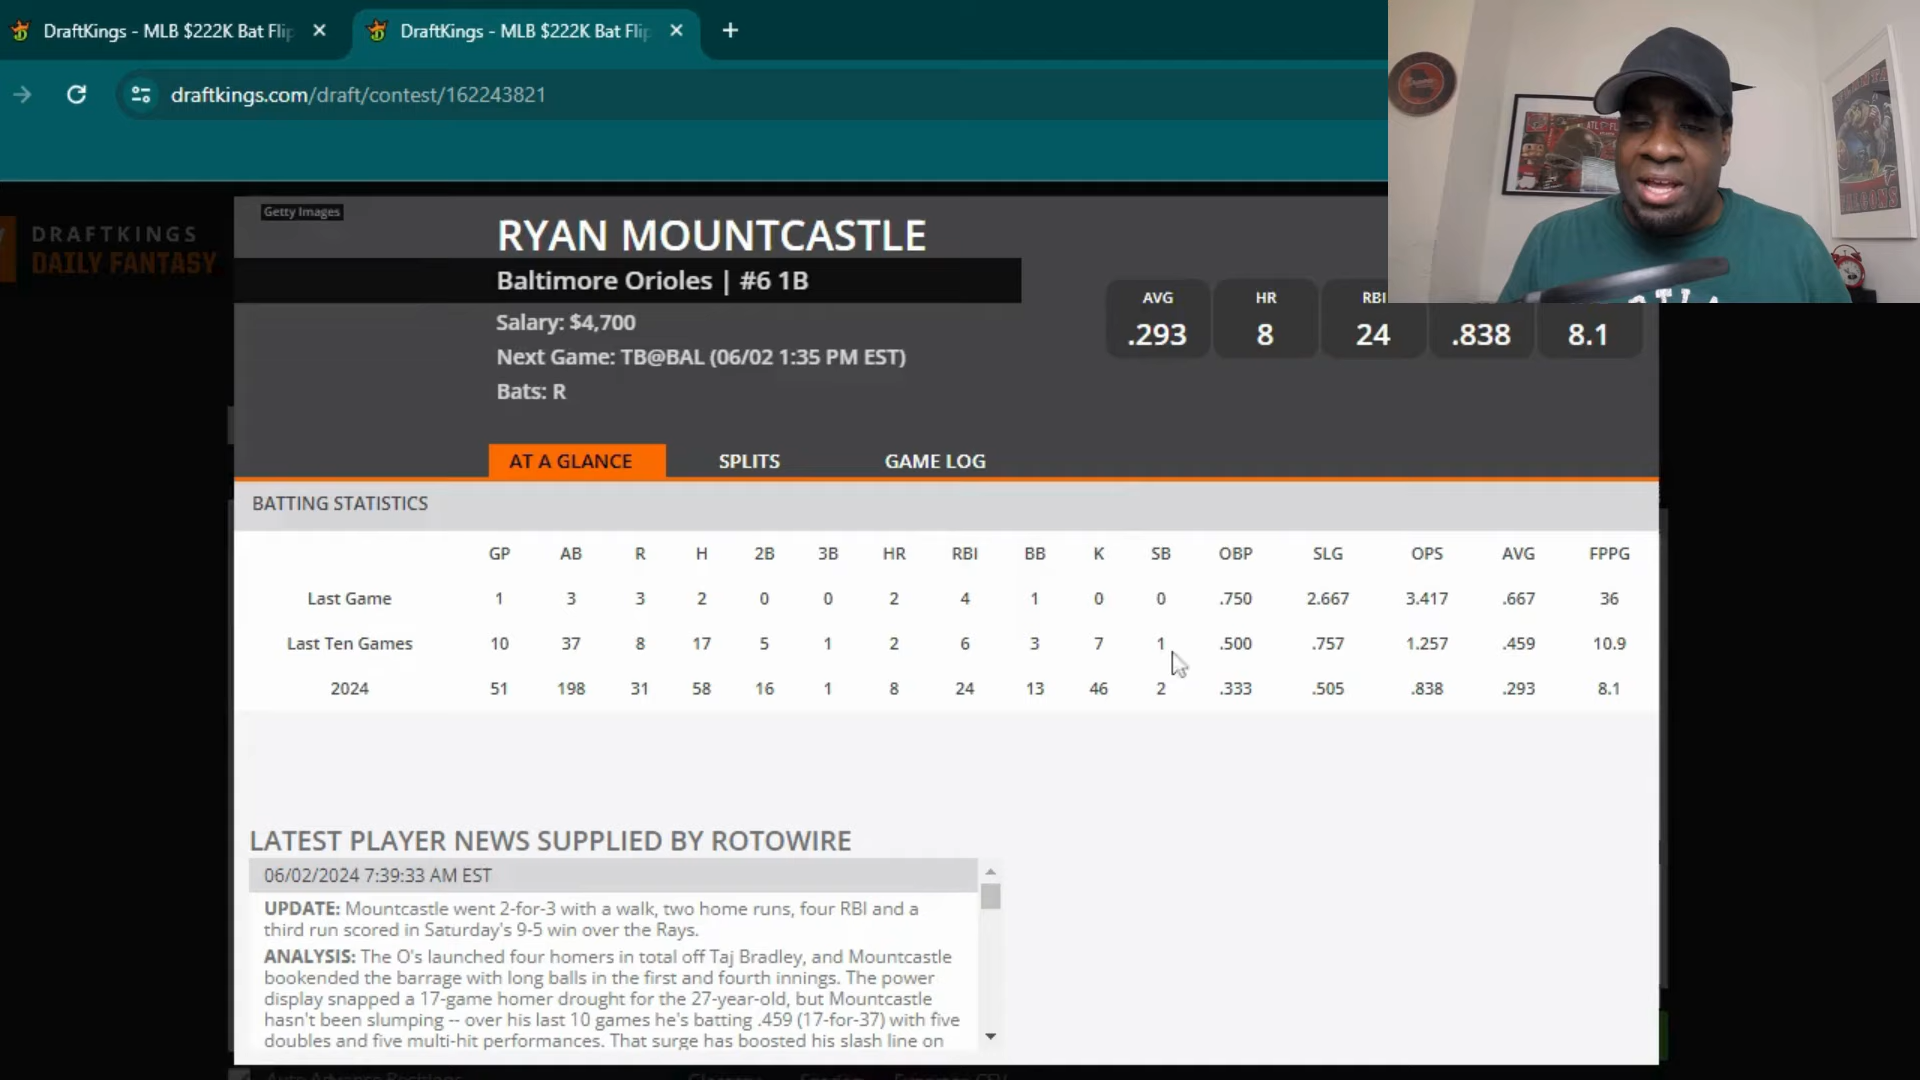 DraftKings - MLB $222K Bat Flip
DraftKings - MLB $222K Bat Flip
draftkings.com/draft/contest/162243821
DRAFTKINGS
DAILY FANTASY
Getty Images
RYAN MOUNTCASTLE
Baltimore Orioles | #6 1B
Salary: $4,700
Next Game: TB@BAL (06/02 1:35 PM EST)
Bats: R
AVG HR RBI
.293 8 24 .838 8.1
AT A GLANCE SPLITS GAME LOG
BATTING STATISTICS
GP AB R H 2B 3B HR RBI BB K SB OBP SLG OPS AVG FPPG
Last Game 1 3 3 2 0 0 2 4 1 0 0 .750 2.667 3.417 .667 36
Last Ten Games 10 37 8 17 5 1 2 6 3 7 1 .500 .757 1.257 .459 10.9
2024 51 198 31 58 16 1 8 24 13 46 2 .333 .505 .838 .293 8.1
LATEST PLAYER NEWS SUPPLIED BY ROTOWIRE
06/02/2024 7:39:33 AM EST
UPDATE: Mountcastle went 2-for-3 with a walk, two home runs, four RBI and a
third run scored in Saturday's 9-5 win over the Rays.
ANALYSIS: The O's launched four homers in total off Taj Bradley, and Mountcastle
bookended the barrage with long balls in the first and fourth innings. The power
display snapped a 17-game homer drought for the 27-year-old, but Mountcastle
hasn't been slumping -- over his last 10 games he's batting .459 (17-for-37) with five
doubles and five multi-hit performances. That surge has boosted his slash line on
FALCONS